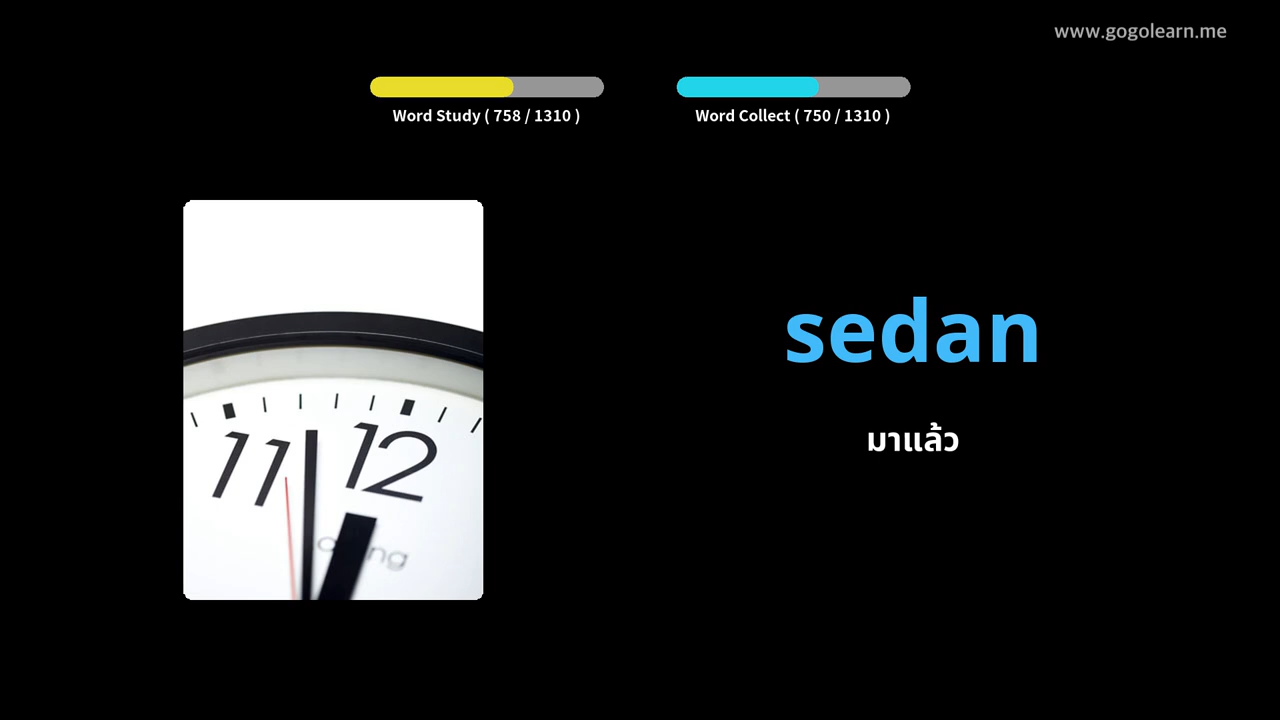 www.gogolearn.me
Word Study ( 758 / 1310 )
Word Collect ( 750 / 1310 )
sedan
มาแล้ว
11 12